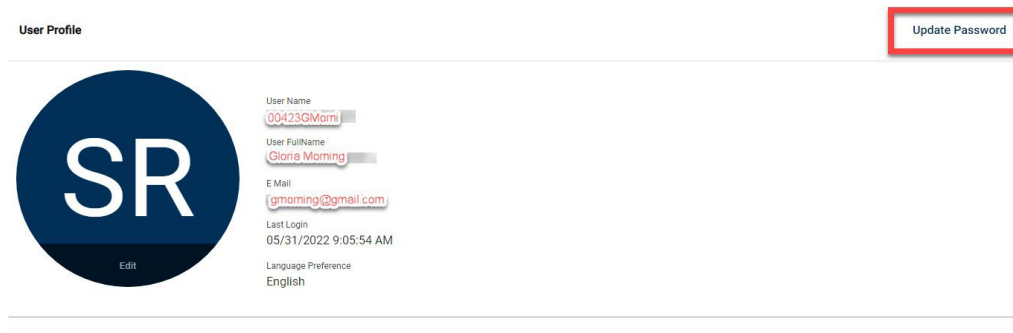 User Profile
Update Password
SR
Edit
User Name
00423GMorni
User FullName
Gloria Morning
E Mail
gmorning@gmail.com
Last Login
05/31/2022 9:05:54 AM
Language Preference
English